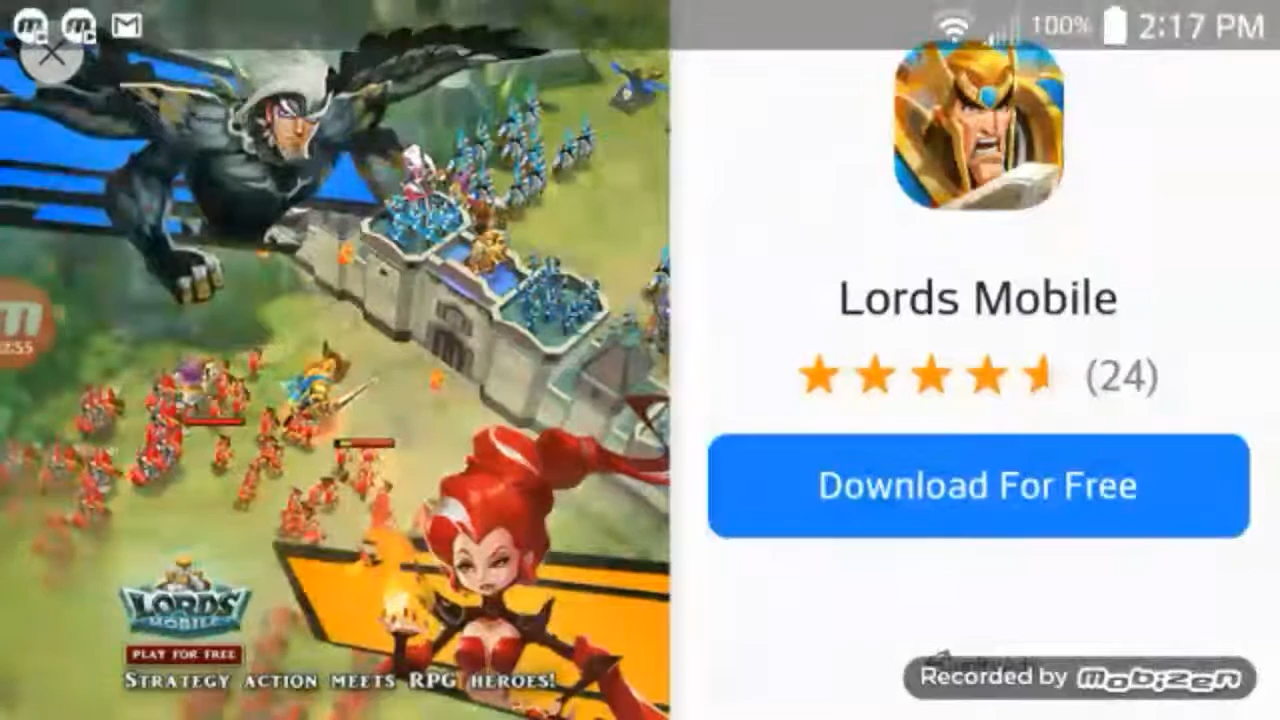 100% 2:17 PM
Lords Mobile
(24)
Download For Free
LORDS
MOBILE
PLAY FOR FREE
STRATEGY ACTION MEETS RPG HEROES!
Recorded by mobizen